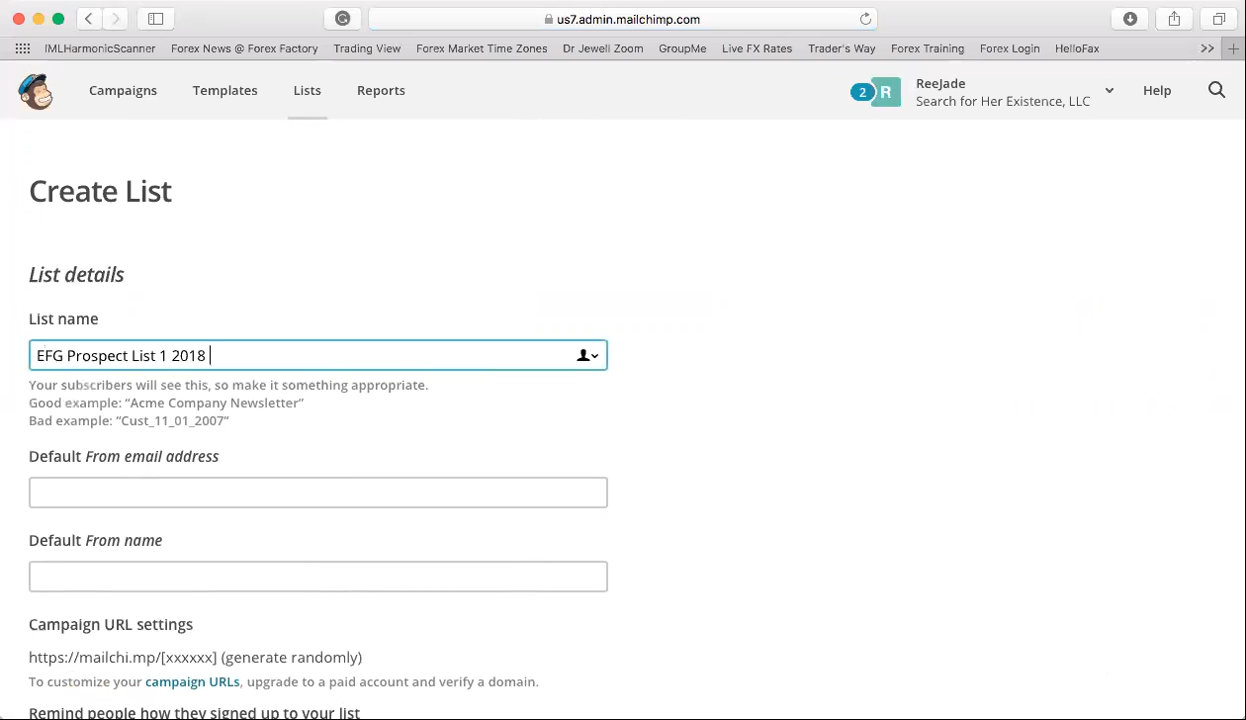 us7.admin.mailchimp.com
IMLHarmonicScanner Forex News @ Forex Factory Trading View Forex Market Time Zones Dr Jewell Zoom GroupMe Live FX Rates Trader's Way Forex Training Forex Login HelloFax >>
Campaigns Templates Lists Reports 2 R ReeJade Help
Search for Her Existence, LLC
Create List
List details
List name
EFG Prospect List 1 2018
Your subscribers will see this, so make it something appropriate.
Good example: “Acme Company Newsletter”
Bad example: “Cust_11_01_2007”
Default From email address
Default From name
Campaign URL settings
https://mailchi.mp/[xxxxxx] (generate randomly)
To customize your campaign URLs, upgrade to a paid account and verify a domain.
Remind people how they signed up to your list